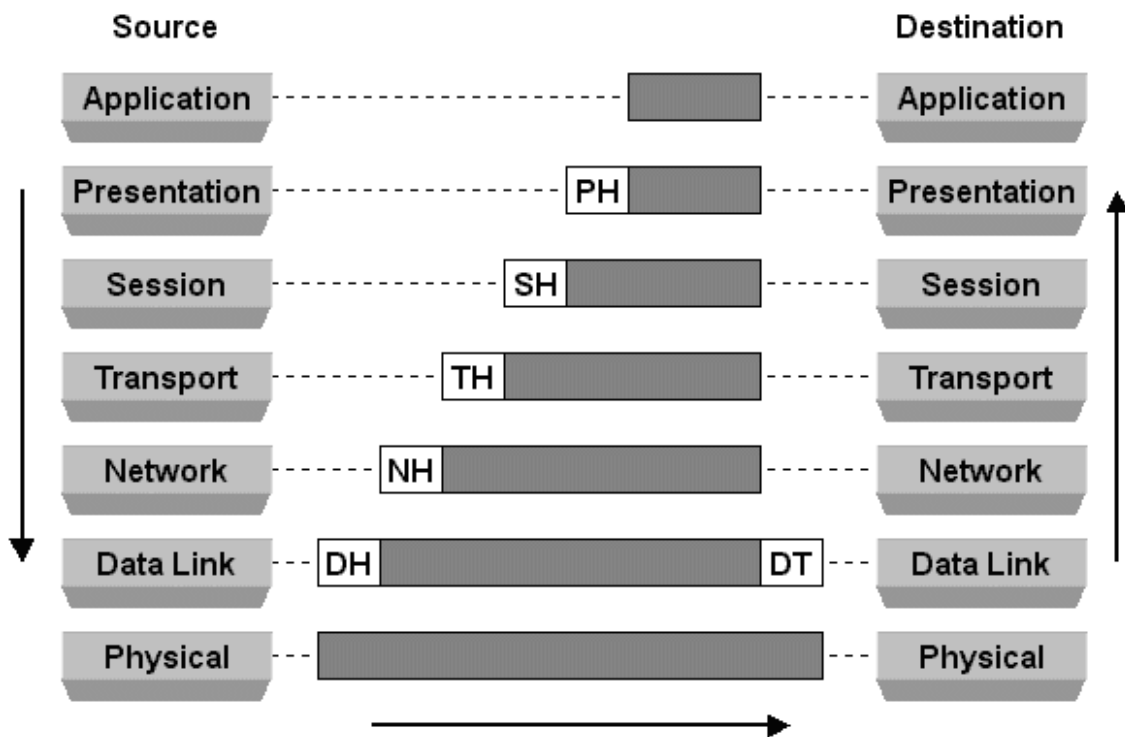 Source Destination
Application Application
Presentation PH Presentation
Session SH Session
Transport TH Transport
Network NH Network
Data Link DH DT Data Link
Physical Physical